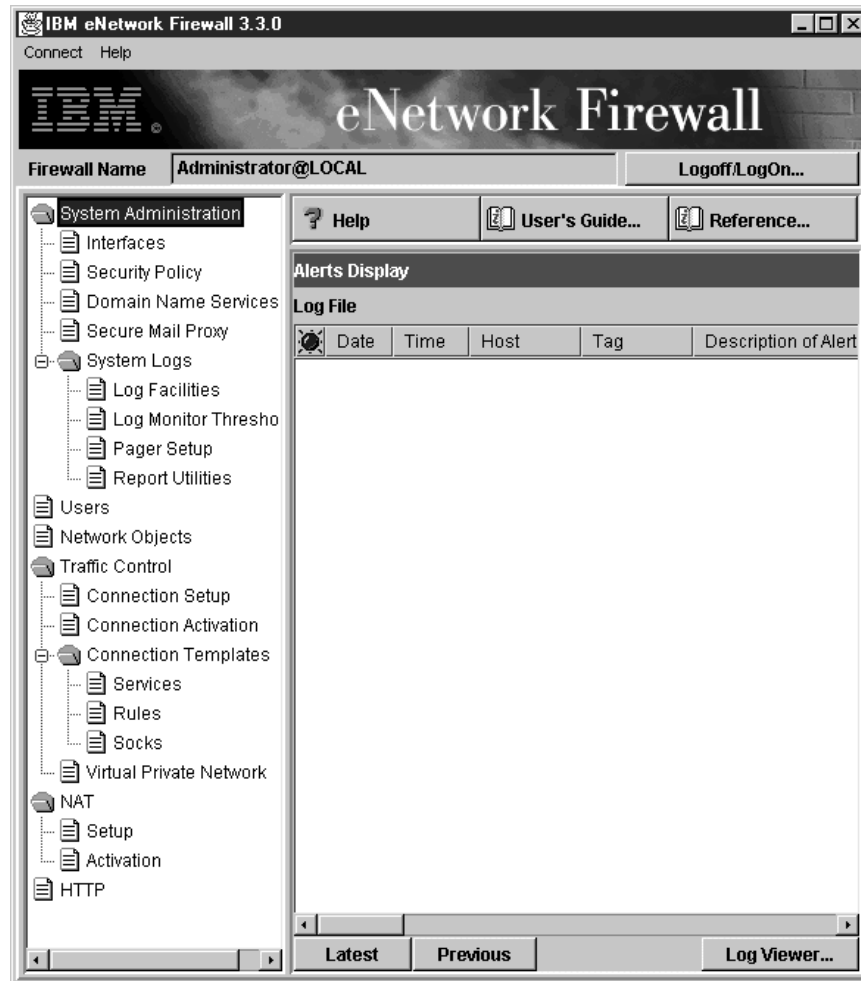 IBM eNetwork Firewall 3.3.0
Connect Help
IBM® eNetwork Firewall
Firewall Name Administrator@LOCAL Logoff/LogOn...
System Administration
Interfaces
Security Policy
Domain Name Services
Secure Mail Proxy
System Logs
Log Facilities
Log Monitor Thresho
Pager Setup
Report Utilities
Users
Network Objects
Traffic Control
Connection Setup
Connection Activation
Connection Templates
Services
Rules
Socks
Virtual Private Network
NAT
Setup
Activation
HTTP
? Help User's Guide... Reference...
Alerts Display
Log File
Date Time Host Tag Description of Alert
Latest Previous Log Viewer...